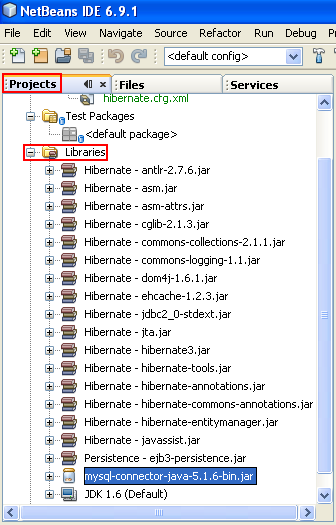 NetBeans IDE 6.9.1
File Edit View Navigate Source Refactor Run Debug
<default config>
Projects Files Services
hibernate.cfg.xml
Test Packages
<default package>
Libraries
Hibernate - antlr-2.7.6.jar
Hibernate - asm.jar
Hibernate - asm-attrs.jar
Hibernate - cglib-2.1.3.jar
Hibernate - commons-collections-2.1.1.jar
Hibernate - commons-logging-1.1.jar
Hibernate - dom4j-1.6.1.jar
Hibernate - ehcache-1.2.3.jar
Hibernate - jdbc2_0-stdext.jar
Hibernate - jta.jar
Hibernate - hibernate3.jar
Hibernate - hibernate-tools.jar
Hibernate - hibernate-annotations.jar
Hibernate - hibernate-commons-annotations.jar
Hibernate - hibernate-entitymanager.jar
Hibernate - javassist.jar
Persistence - ejb3-persistence.jar
mysql-connector-java-5.1.6-bin.jar
JDK 1.6 (Default)